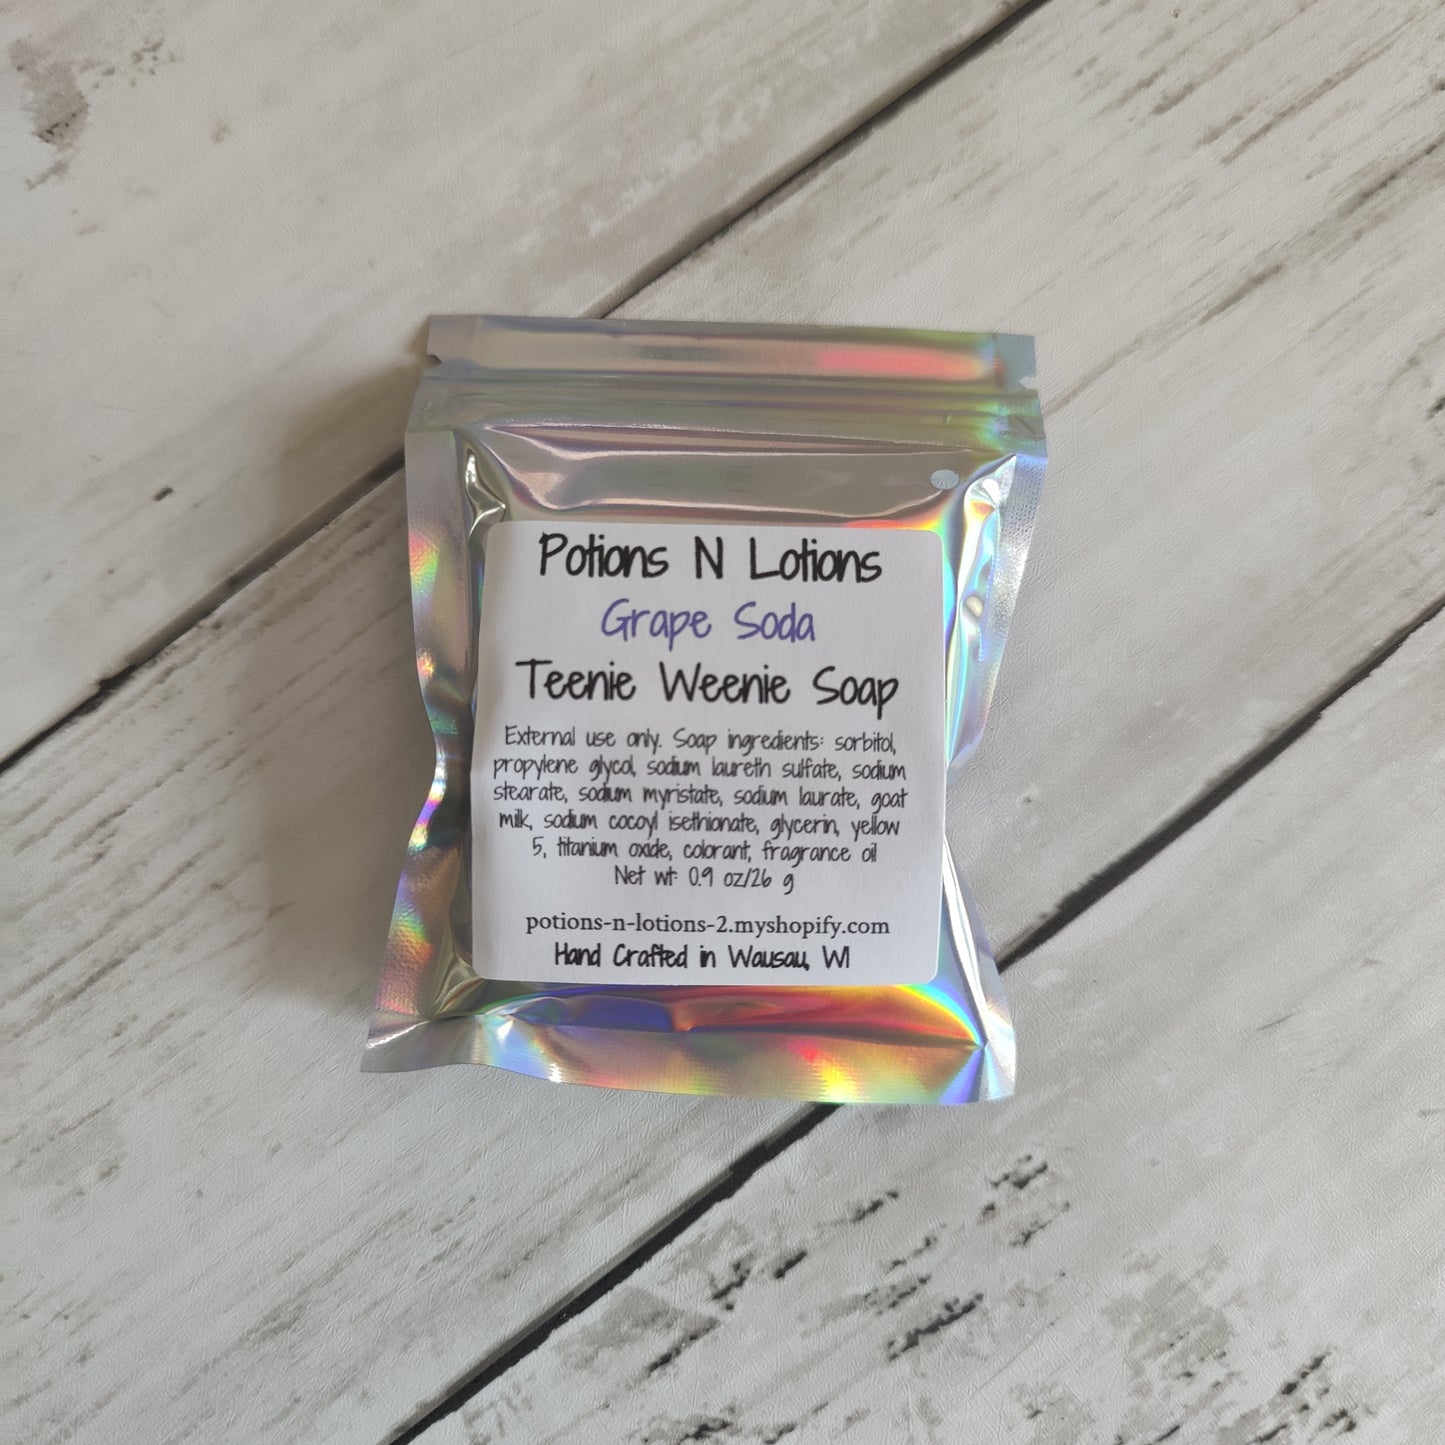 Potions N Lotions
Grape Soda
Teenie Weenie Soap
External use only. Soap ingredients: sorbitol,
propylene glycol, sodium laureth sulfate, sodium
stearate, sodium myristate, sodium laurate, goat
milk, sodium cocoyl isethionate, glycerin, yellow
5, titanium oxide, colorant, fragrance oil
Net wt: 0.9 oz/26 g
potions-n-lotions-2.myshopify.com
Hand Crafted in Wausau, WI